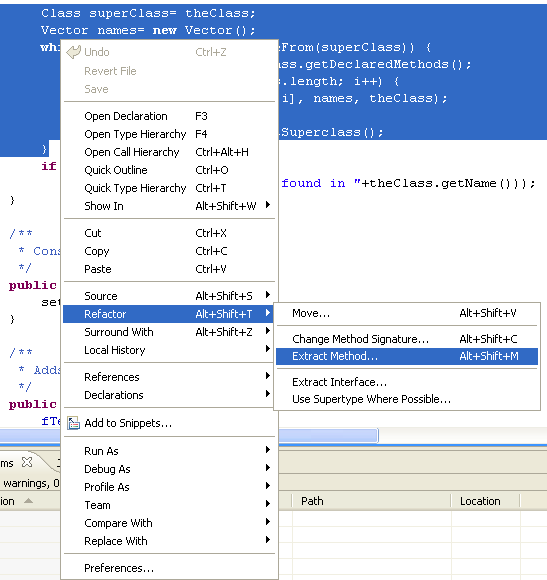 Class superClass= theClass;
Vector names= new Vector();
From(superClass)) {
ass.getDeclaredMethods();
.length; i++) {
i], names, theClass);
Superclass();
}
if
found in "+theClass.getName()));
}
/**
* Cons
*/
public
set
}
/**
* Adds
*/
public
fTe
Undo Ctrl+Z
Revert File
Save
Open Declaration F3
Open Type Hierarchy F4
Open Call Hierarchy Ctrl+Alt+H
Quick Outline Ctrl+O
Quick Type Hierarchy Ctrl+T
Show In Alt+Shift+W
Cut Ctrl+X
Copy Ctrl+C
Paste Ctrl+V
Source Alt+Shift+S
Refactor Alt+Shift+T
Surround With Alt+Shift+Z
Local History
References
Declarations
Add to Snippets...
Run As
Debug As
Profile As
Team
Compare With
Replace With
Preferences...
Move... Alt+Shift+V
Change Method Signature... Alt+Shift+C
Extract Method... Alt+Shift+M
Extract Interface...
Use Supertype Where Possible...
ms
warnings, 0
ion Path Location